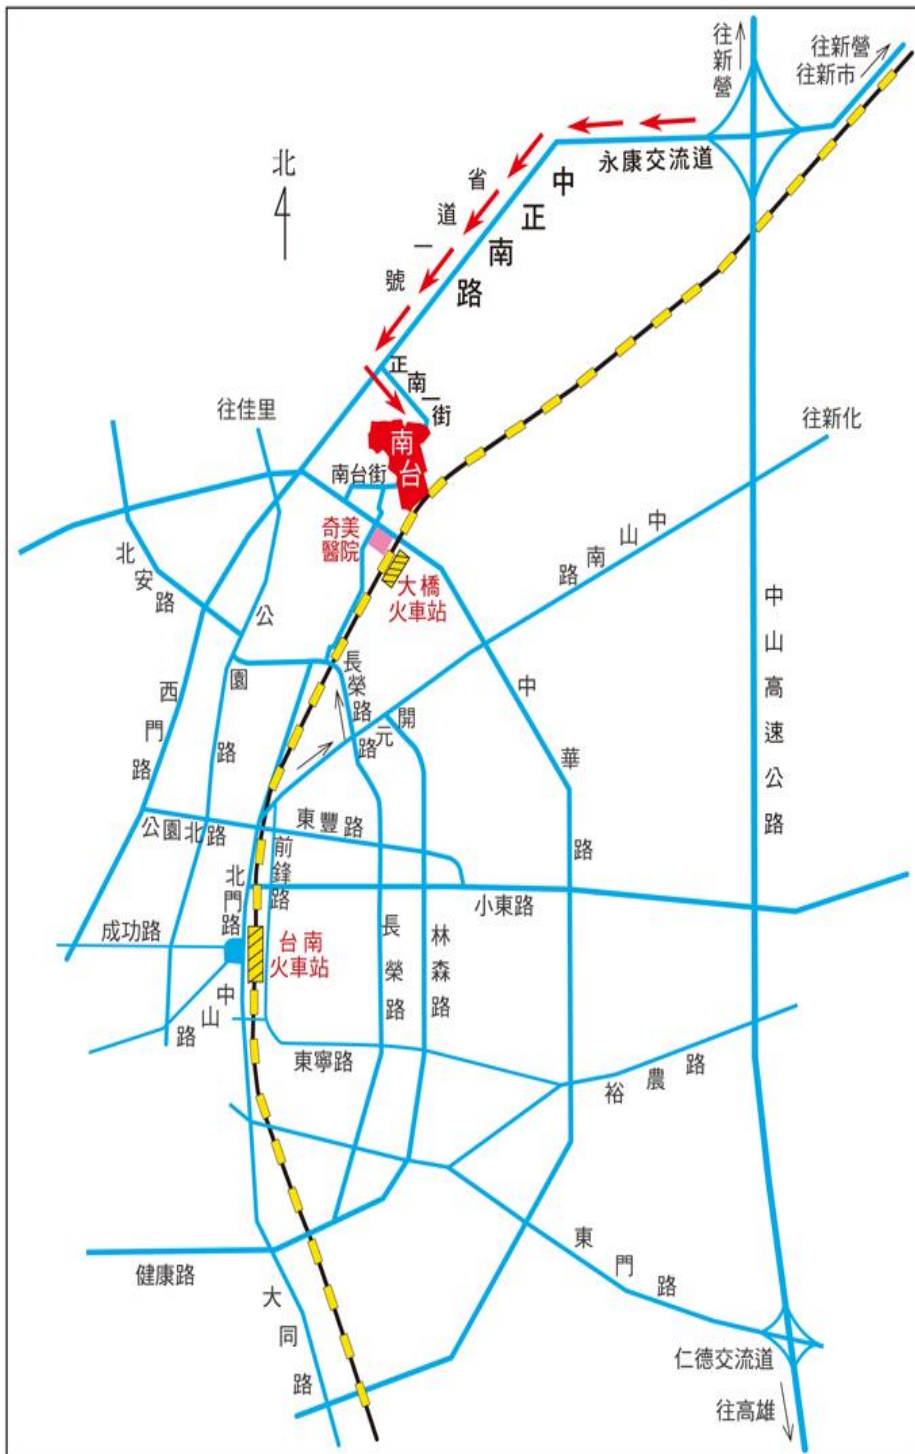 往新營
往新營
往新市
永康交流道
北
省道一號
中正南路
正南一街
往佳里
南台
往新化
南台街
奇美
醫院
大橋
火車站
中山南路
北安路
公園路
西門路
長榮路
開元路
中華路
中山高速公路
公園北路
東豐路
前鋒路
北門路
小東路
成功路
台南
火車站
長榮路
林森路
中山路
東寧路
裕農路
東門路
健康路
大同路
仁德交流道
往高雄